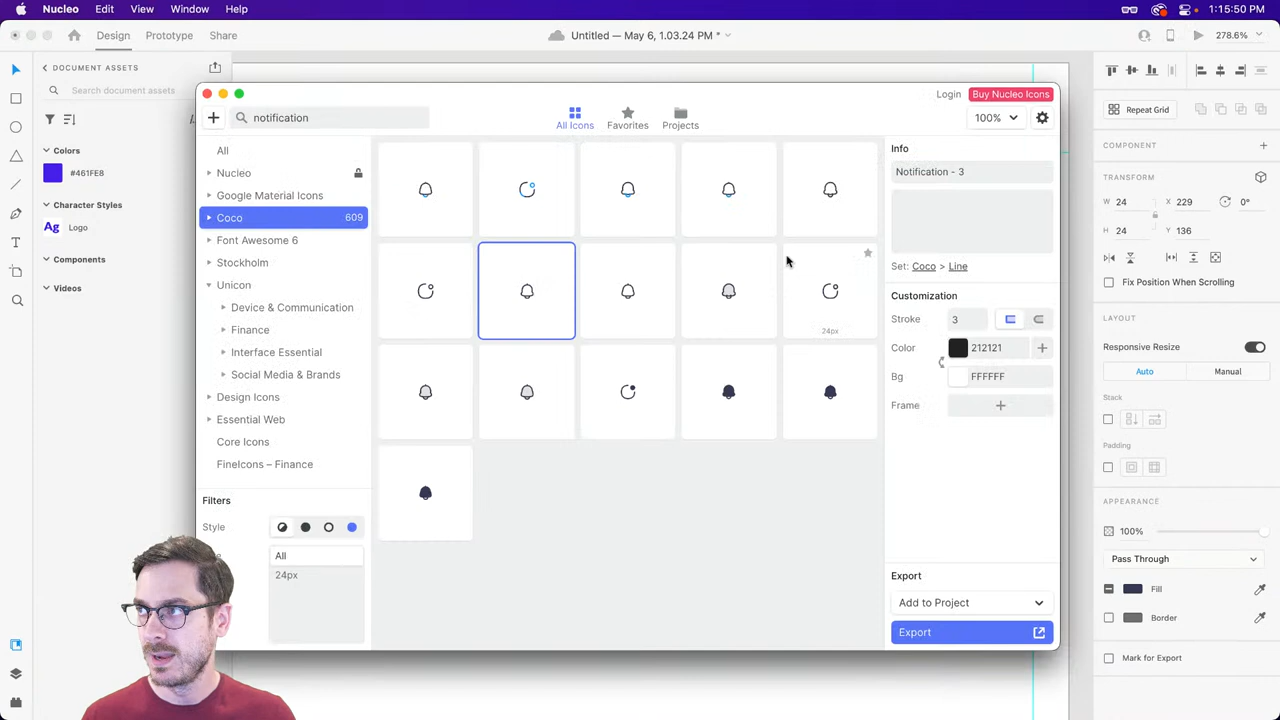 Nucleo Edit Window Help 1:15:50 PM
Design Prototype Share Untitled — May 6, 1.03.24 PM * 278.6%
DOCUMENT ASSETS
Search document assets
Colors
#461FE8
Character Styles
Ag Logo
Components
Videos
Login Buy Nucleo Icons
notification
All Icons Favorites Projects
100%
All
Nucleo
Google Material Icons
Coco 609
Font Awesome 6
Stockholm
Unicon
Device & Communication
Finance
Interface Essential
Social Media & Brands
Design Icons
Essential Web
Core Icons
FineIcons – Finance
Filters
Style
All
24px
24px
Info
Notification - 3
Set: Coco > Line
Customization
Stroke 3
Color 212121
Bg FFFFFF
Frame
Export
Add to Project
Export
Repeat Grid
COMPONENT
TRANSFORM
W 24 X 229 0°
H 24 Y 136
Fix Position When Scrolling
LAYOUT
Responsive Resize
Auto Manual
Stack
Padding
APPEARANCE
100%
Pass Through
Fill
Border
Mark for Export